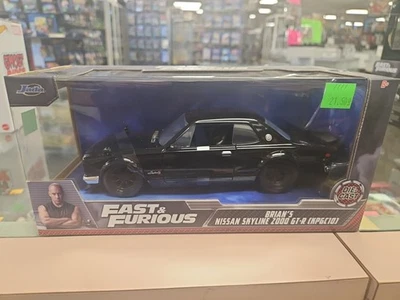 Jada
FAST &
FURIOUS
BRIAN'S
NISSAN SKYLINE 2000 GT-R (KPGC10)
DIE
CAST